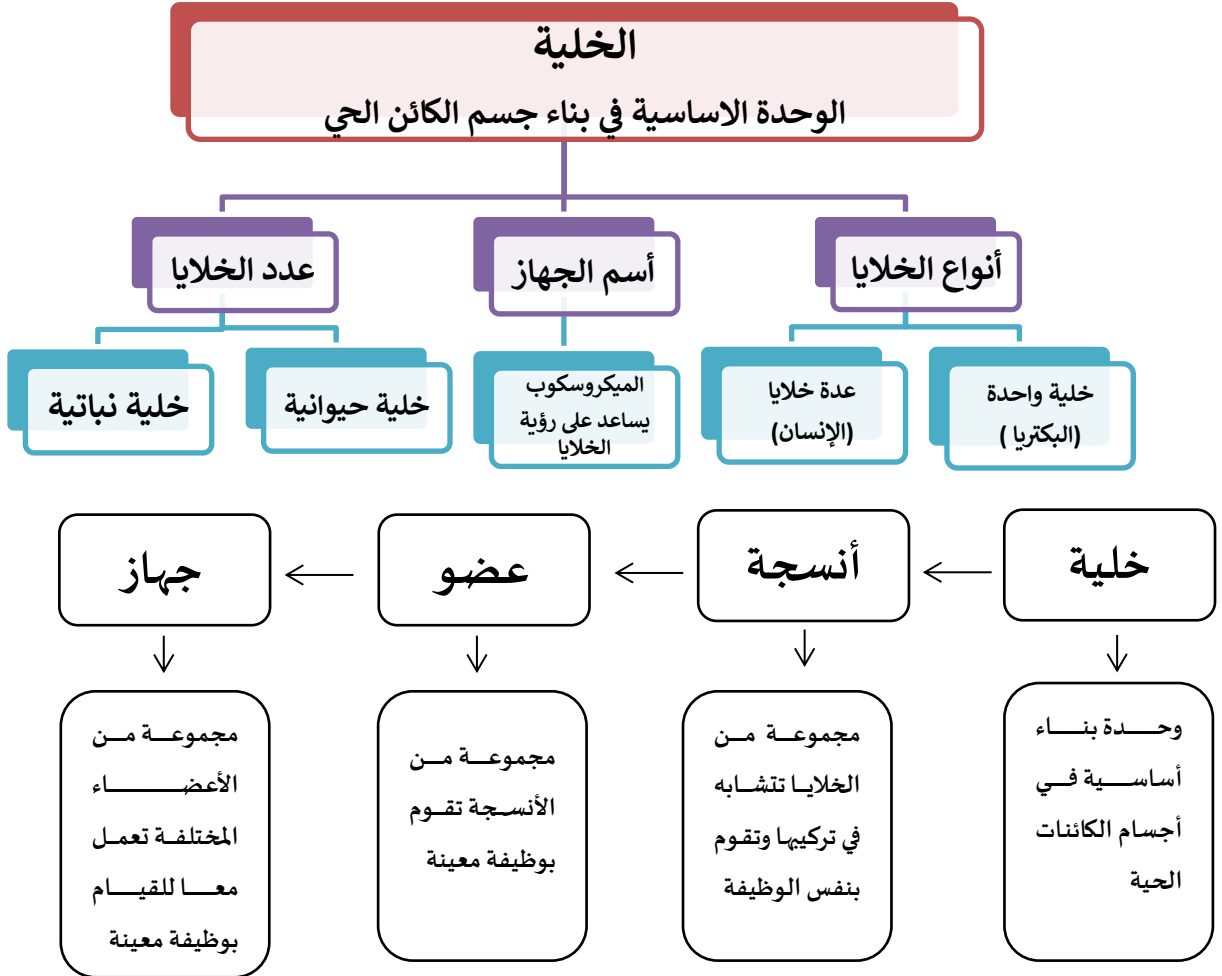 الخلية
الوحدة الاساسية في بناء جسم الكائن الحي
أنواع الخلايا
أسم الجهاز
عدد الخلايا
خلية واحدة
(البكتريا )
عدة خلايا
(الإنسان)
الميكروسكوب
يساعد على رؤية
الخلايا
خلية حيوانية
خلية نباتية
خلية
أنسجة
عضو
جهاز
وحدة بناء
أساسية في
أجسام الكائنات
الحية
مجموعة من
الخلايا تتشابه
في تركيبها وتقوم
بنفس الوظيفة
مجموعة من
الأنسجة تقوم
بوظيفة معينة
مجموعة من
الأعضاء
المختلفة تعمل
معا للقيام
بوظيفة معينة